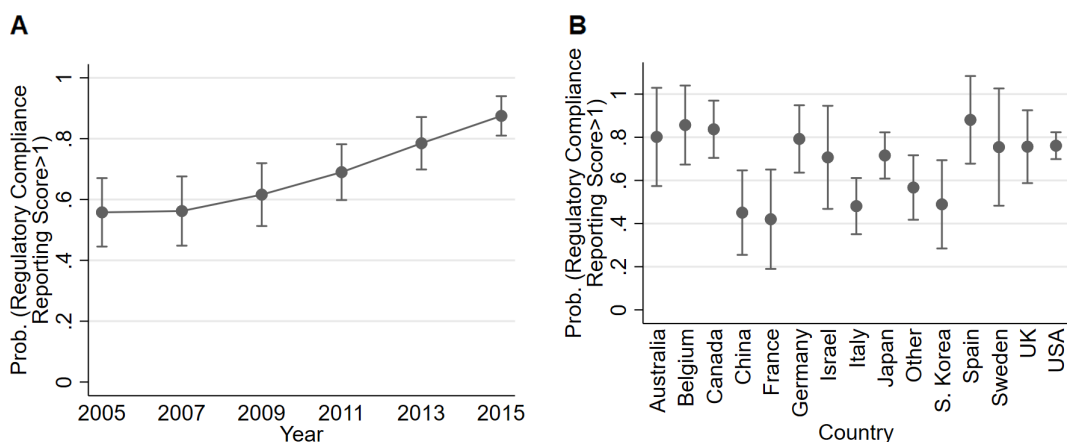 A
Prob. (Regulatory Compliance
Reporting Score>1)
1
.8
.6
.4
.2
0
2005 2007 2009 2011 2013 2015
Year
B
Prob. (Regulatory Compliance
Reporting Score>1)
1
.8
.6
.4
.2
0
Australia
Belgium
Canada
China
France
Germany
Israel
Italy
Japan
Other
S. Korea
Spain
Sweden
UK
USA
Country